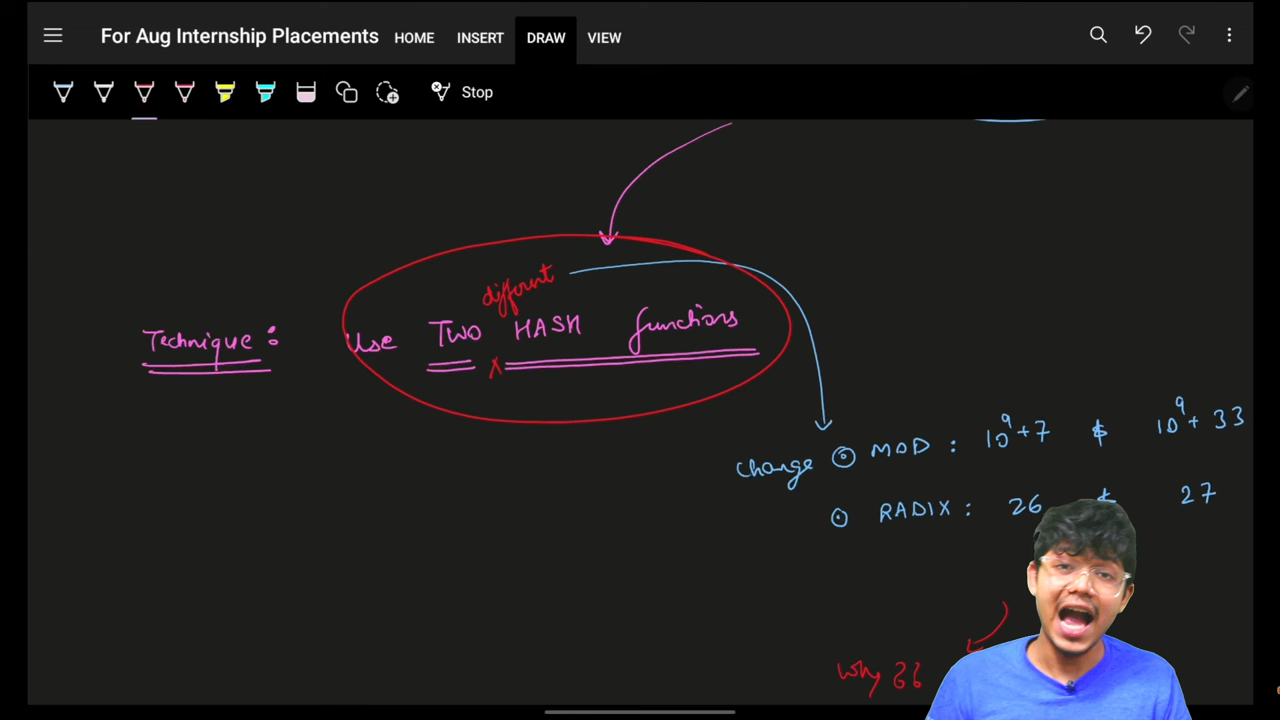 For Aug Internship Placements HOME INSERT DRAW VIEW
Stop
different
Technique : Use TWO HASH functions
change ⊙ MOD : 10^9+7 & 10^9+33
⊙ RADIX : 26 & 27
Why ??